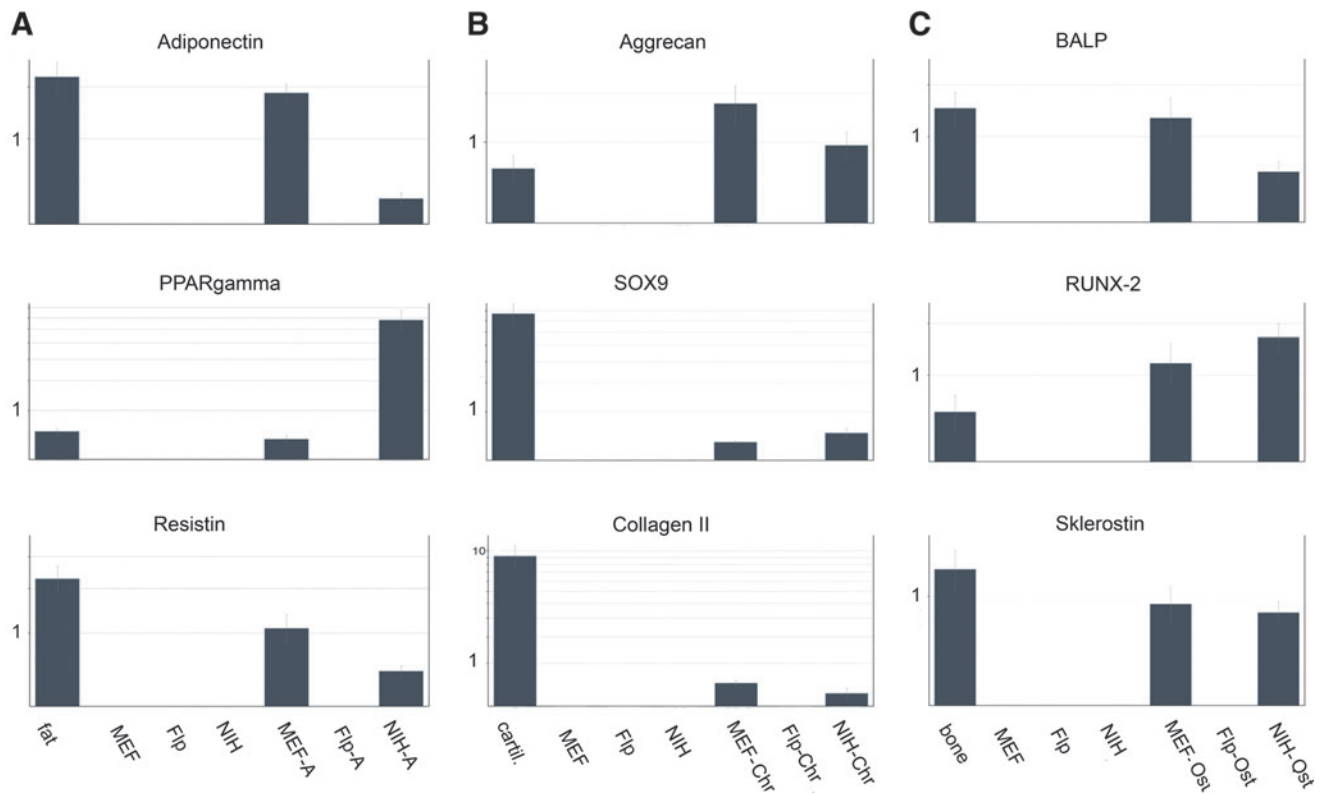 A
B
C
Adiponectin
Aggrecan
BALP
1
1
1
PPARgamma
SOX9
RUNX-2
1
1
1
Resistin
Collagen II
Sklerostin
1
10
1
1
fat
MEF
Flp
NIH
MEF-A
Flp-A
NIH-A
cartil.
MEF
Flp
NIH
MEF-Chr
Flp-Chr
NIH-Chr
bone
MEF
Flp
NIH
MEF-Ost
Flp-Ost
NIH-Ost